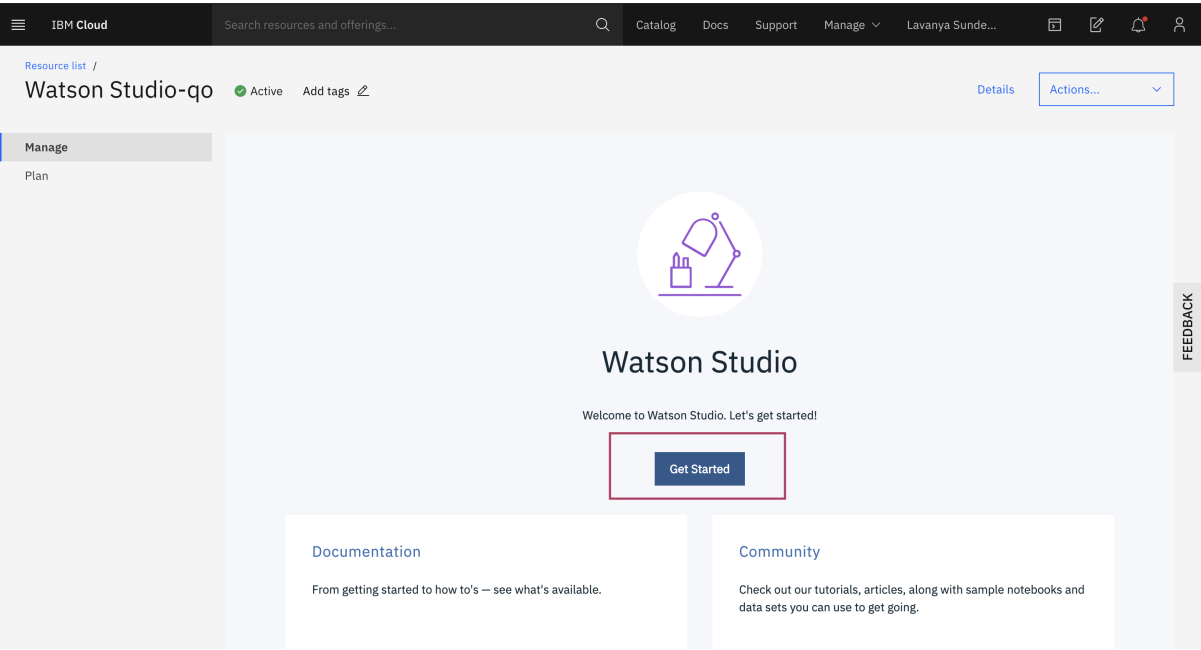 IBM Cloud
Search resources and offerings...
Catalog
Docs
Support
Manage
Lavanya Sunde...
Resource list /
Watson Studio-qo
Active
Add tags
Details
Actions...
Manage
Plan
Watson Studio
Welcome to Watson Studio. Let's get started!
Get Started
FEEDBACK
Documentation
From getting started to how to's — see what's available.
Community
Check out our tutorials, articles, along with sample notebooks and
data sets you can use to get going.